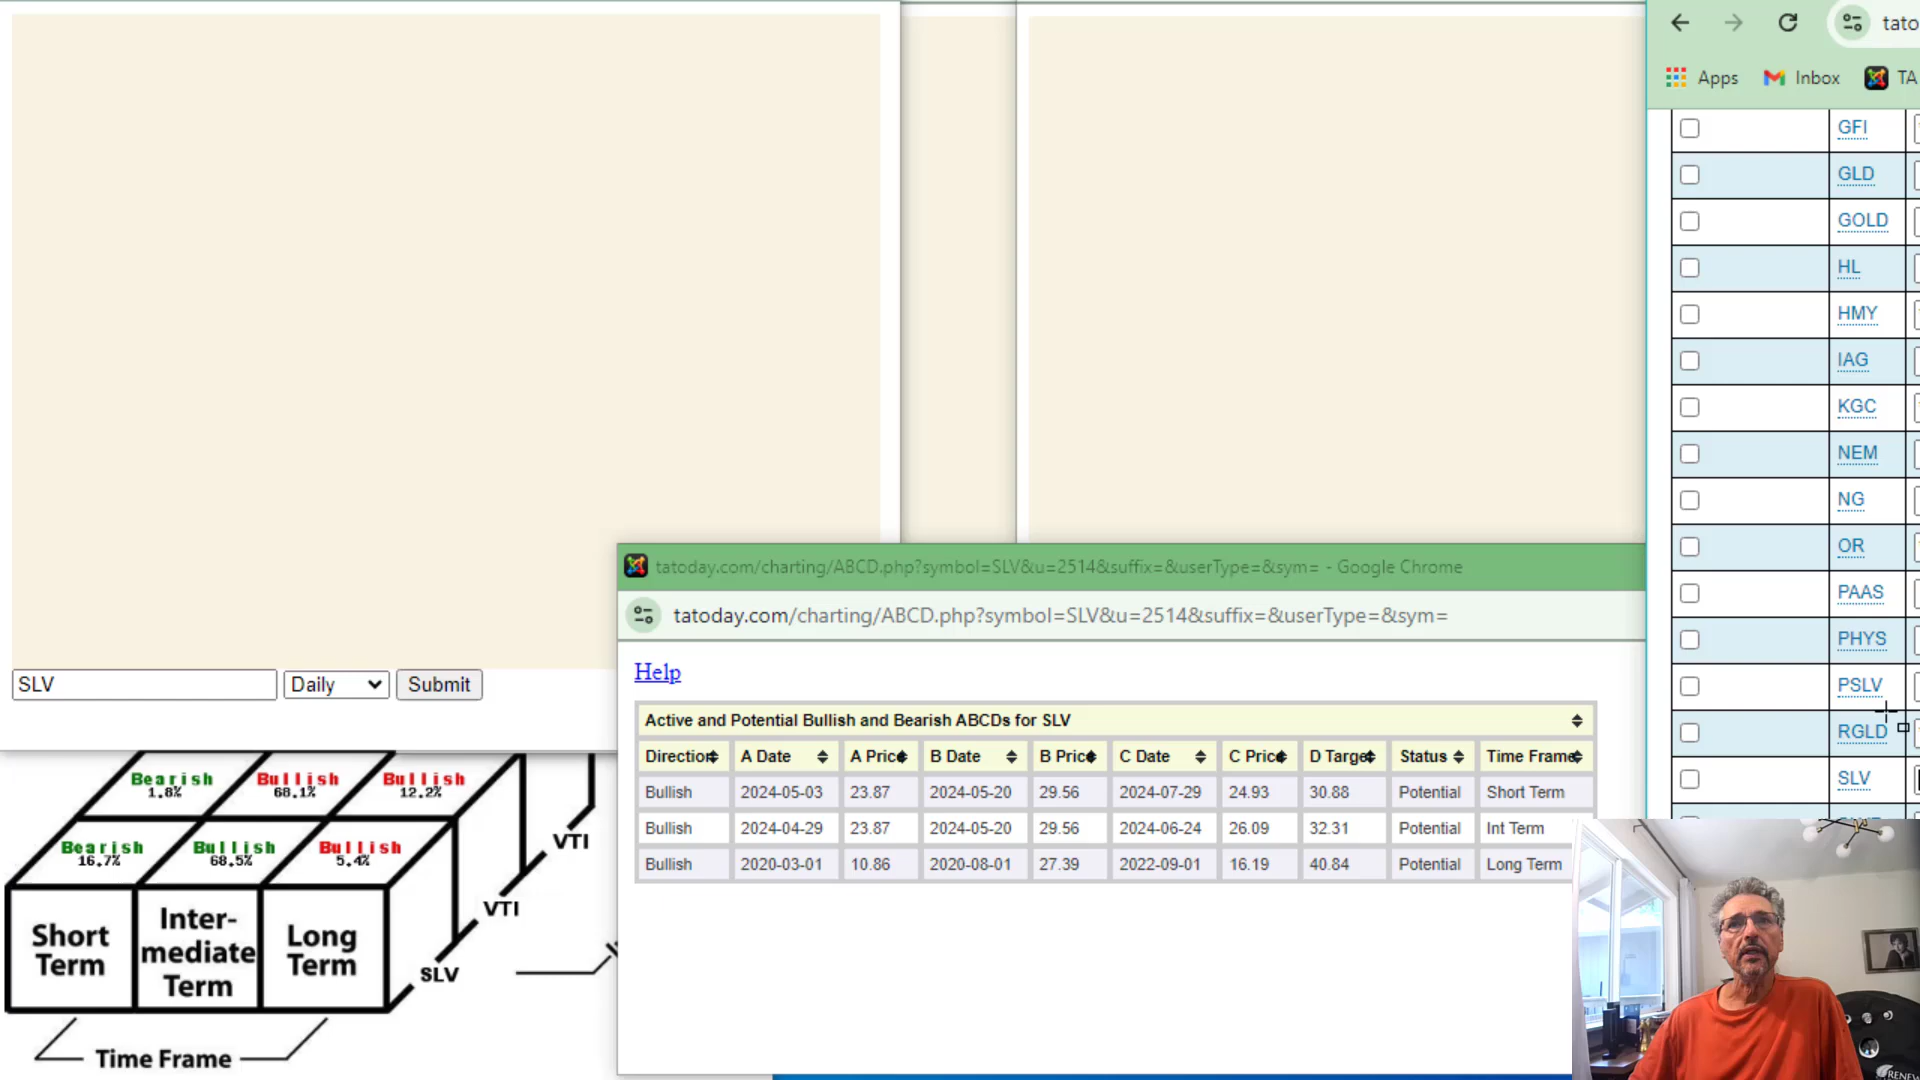 SLV Daily Submit
Bearish 1.8% Bullish 68.1% Bullish 12.2%
Bearish 16.7% Bullish 68.5% Bullish 5.4%
VTI
VTI
SLV
Short Term
Inter-mediate Term
Long Term
Time Frame
tatoday.com/charting/ABCD.php?symbol=SLV&u=2514&suffix=&userType=&sym= - Google Chrome
tatoday.com/charting/ABCD.php?symbol=SLV&u=2514&suffix=&userType=&sym=
Help
Active and Potential Bullish and Bearish ABCDs for SLV
Direction A Date A Price B Date B Price C Date C Price D Target Status Time Frame
Bullish 2024-05-03 23.87 2024-05-20 29.56 2024-07-29 24.93 30.88 Potential Short Term
Bullish 2024-04-29 23.87 2024-05-20 29.56 2024-06-24 26.09 32.31 Potential Int Term
Bullish 2020-03-01 10.86 2020-08-01 27.39 2022-09-01 16.19 40.84 Potential Long Term
tato
Apps Inbox TA
GFI
GLD
GOLD
HL
HMY
IAG
KGC
NEM
NG
OR
PAAS
PHYS
PSLV
RGLD
SLV